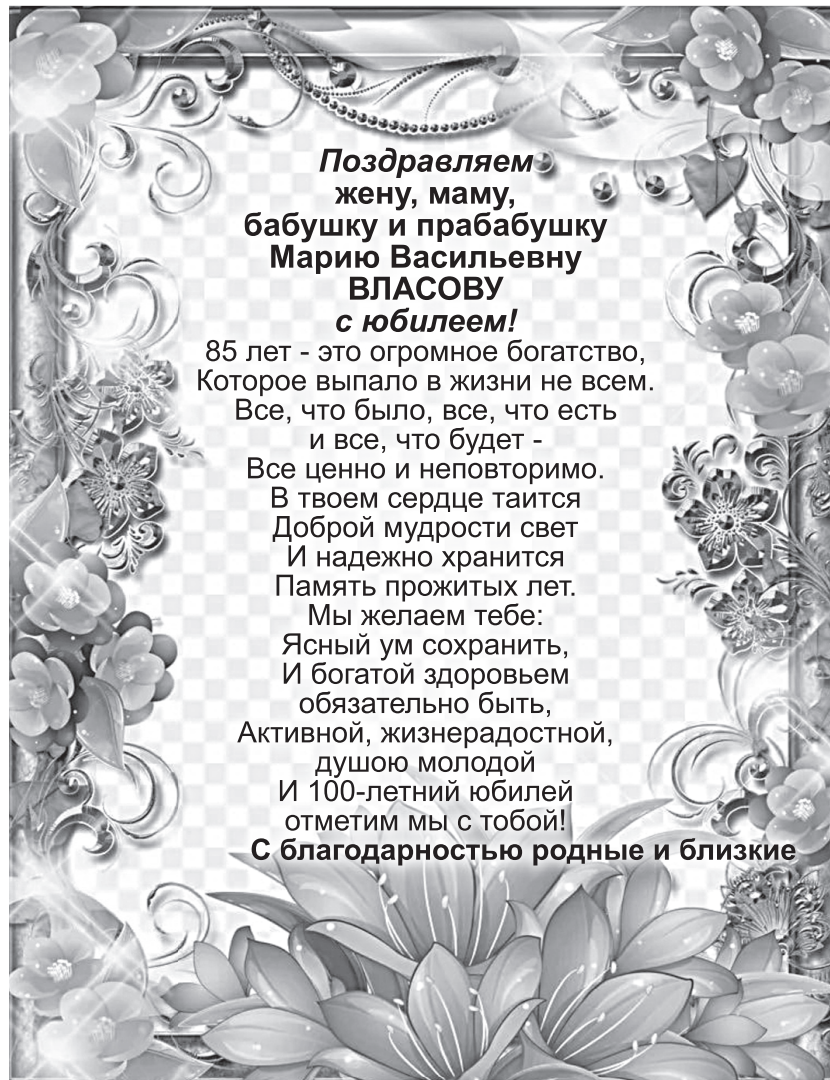 Поздравляем
жену, маму,
бабушку и прабабушку
Марию Васильевну
ВЛАСОВУ
с юбилеем!
85 лет - это огромное богатство,
Которое выпало в жизни не всем.
Все, что было, все, что есть
и все, что будет -
Все ценно и неповторимо.
В твоем сердце таится
Доброй мудрости свет
И надежно хранится
Память прожитых лет.
Мы желаем тебе:
Ясный ум сохранить,
И богатой здоровьем
обязательно быть,
Активной, жизнерадостной,
душою молодой
И 100-летний юбилей
отметим мы с тобой!
С благодарностью родные и близкие